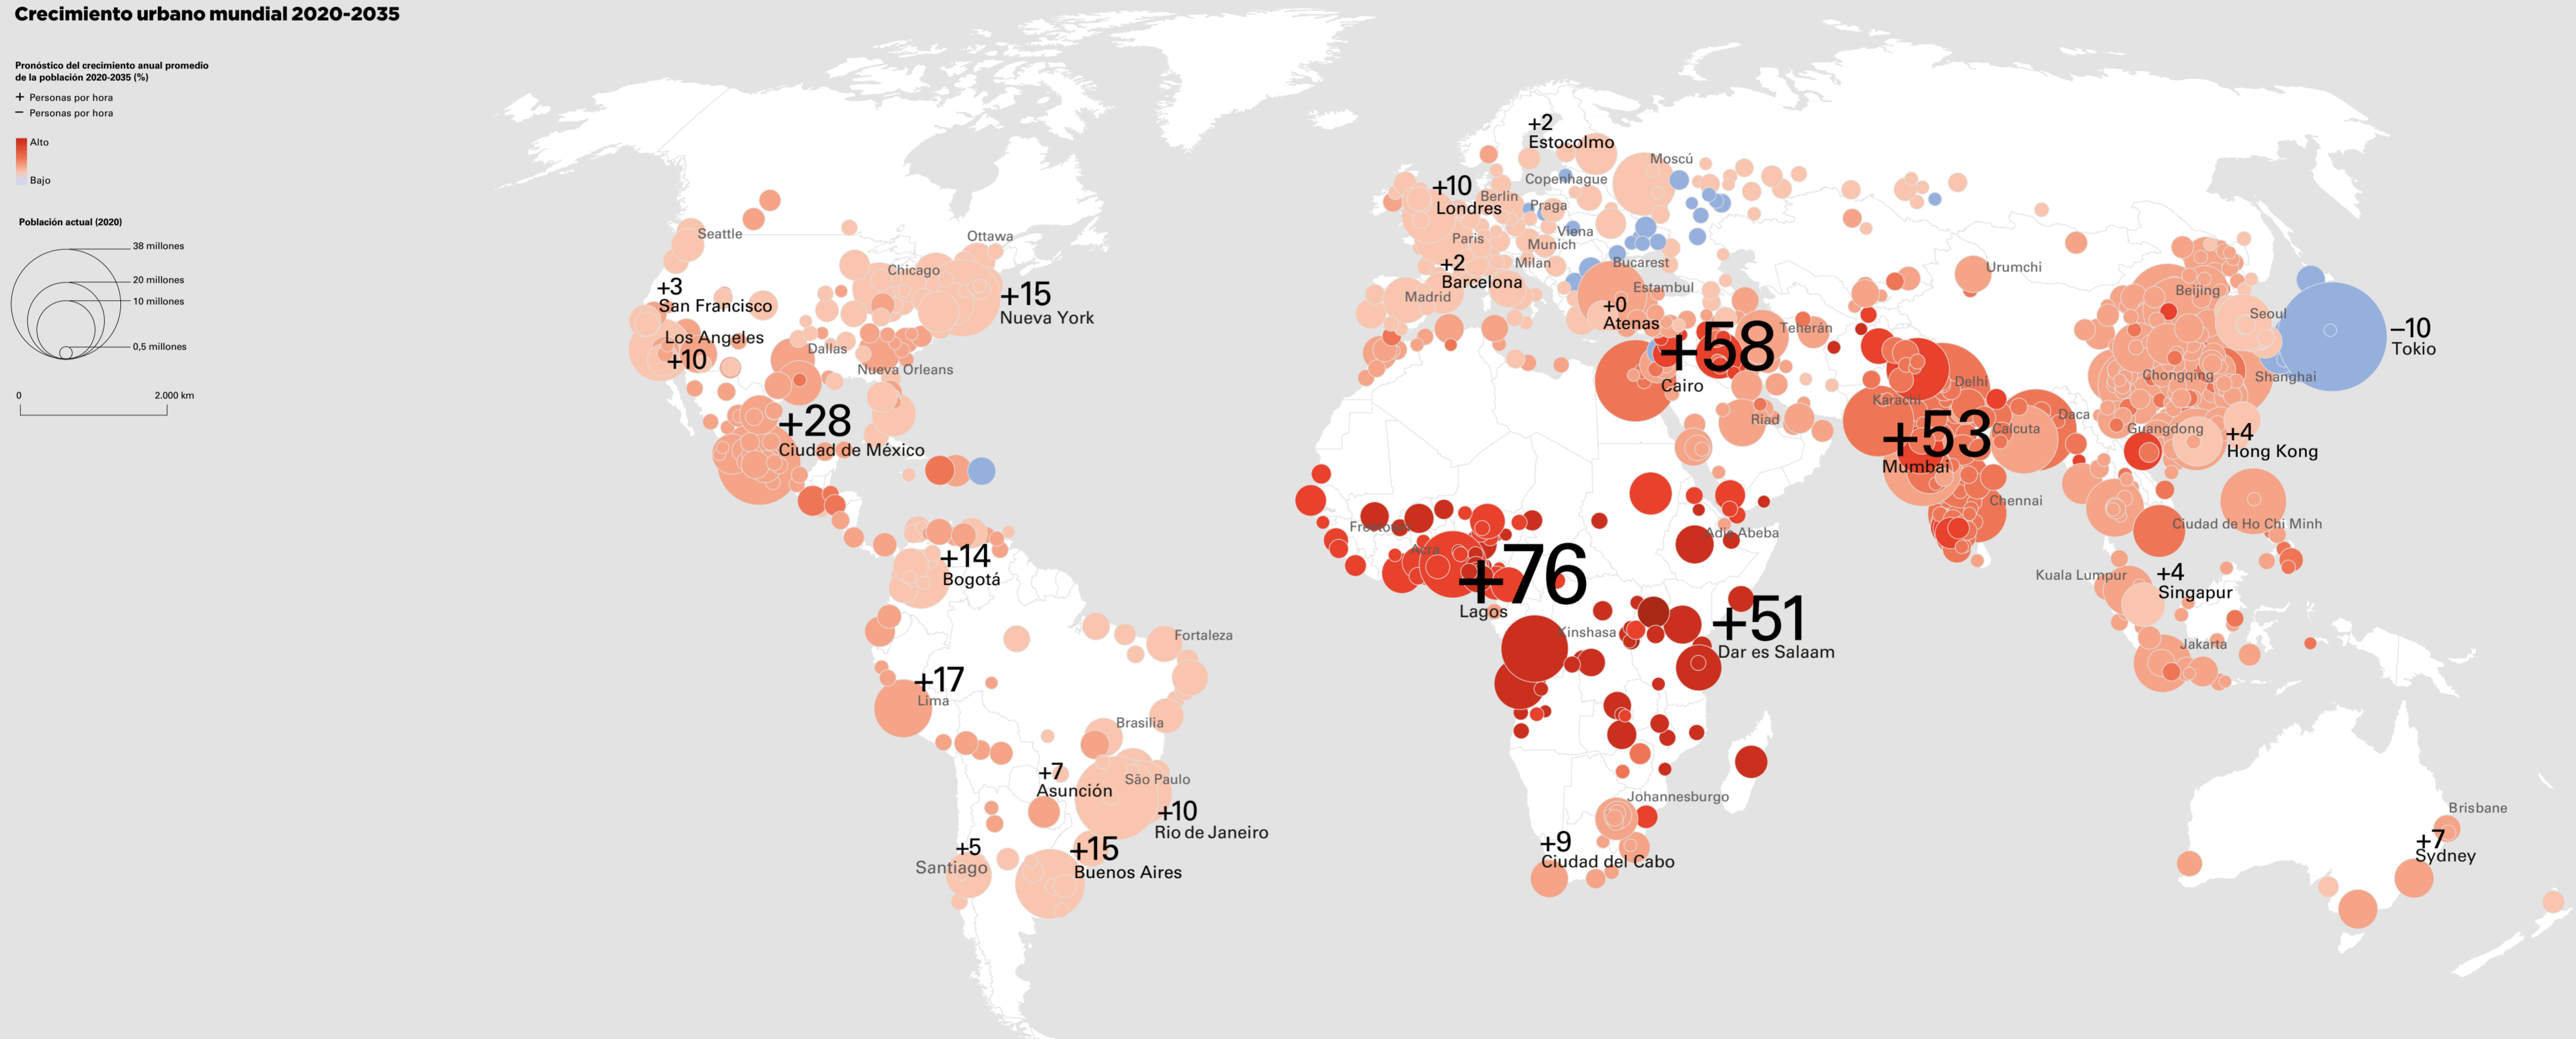 Crecimiento urbano mundial 2020-2035
Pronóstico del crecimiento anual promedio
de la población 2020-2035 (%)
+ Personas por hora
− Personas por hora
Alto
Bajo
Población actual (2020)
38 millones
20 millones
10 millones
0,5 millones
0
2.000 km
Seattle
Ottawa
Chicago
+3
San Francisco
+15
Nueva York
Los Angeles
+10
Dallas
Nueva Orleans
+28
Ciudad de México
+14
Bogotá
Fortaleza
+17
Lima
Brasilia
+7
Asunción
São Paulo
+10
Rio de Janeiro
+5
Santiago
+15
Buenos Aires
+2
Estocolmo
Moscú
Copenhague
+10
Londres
Berlin
Praga
Viena
Paris
Munich
+2
Barcelona
Milan
Bucarest
Madrid
Estambul
+0
Atenas
+58
Cairo
Teherán
Riad
Freetown
Acra
Adis Abeba
+76
Lagos
Kinshasa
+51
Dar es Salaam
Johannesburgo
+9
Ciudad del Cabo
Urumchi
Beijing
Seoul
−10
Tokio
Delhi
Chongqing
Shanghai
Karachi
+53
Mumbai
Calcuta
Daca
Guangdong
+4
Hong Kong
Chennai
Ciudad de Ho Chi Minh
Kuala Lumpur
+4
Singapur
Jakarta
Brisbane
+7
Sydney